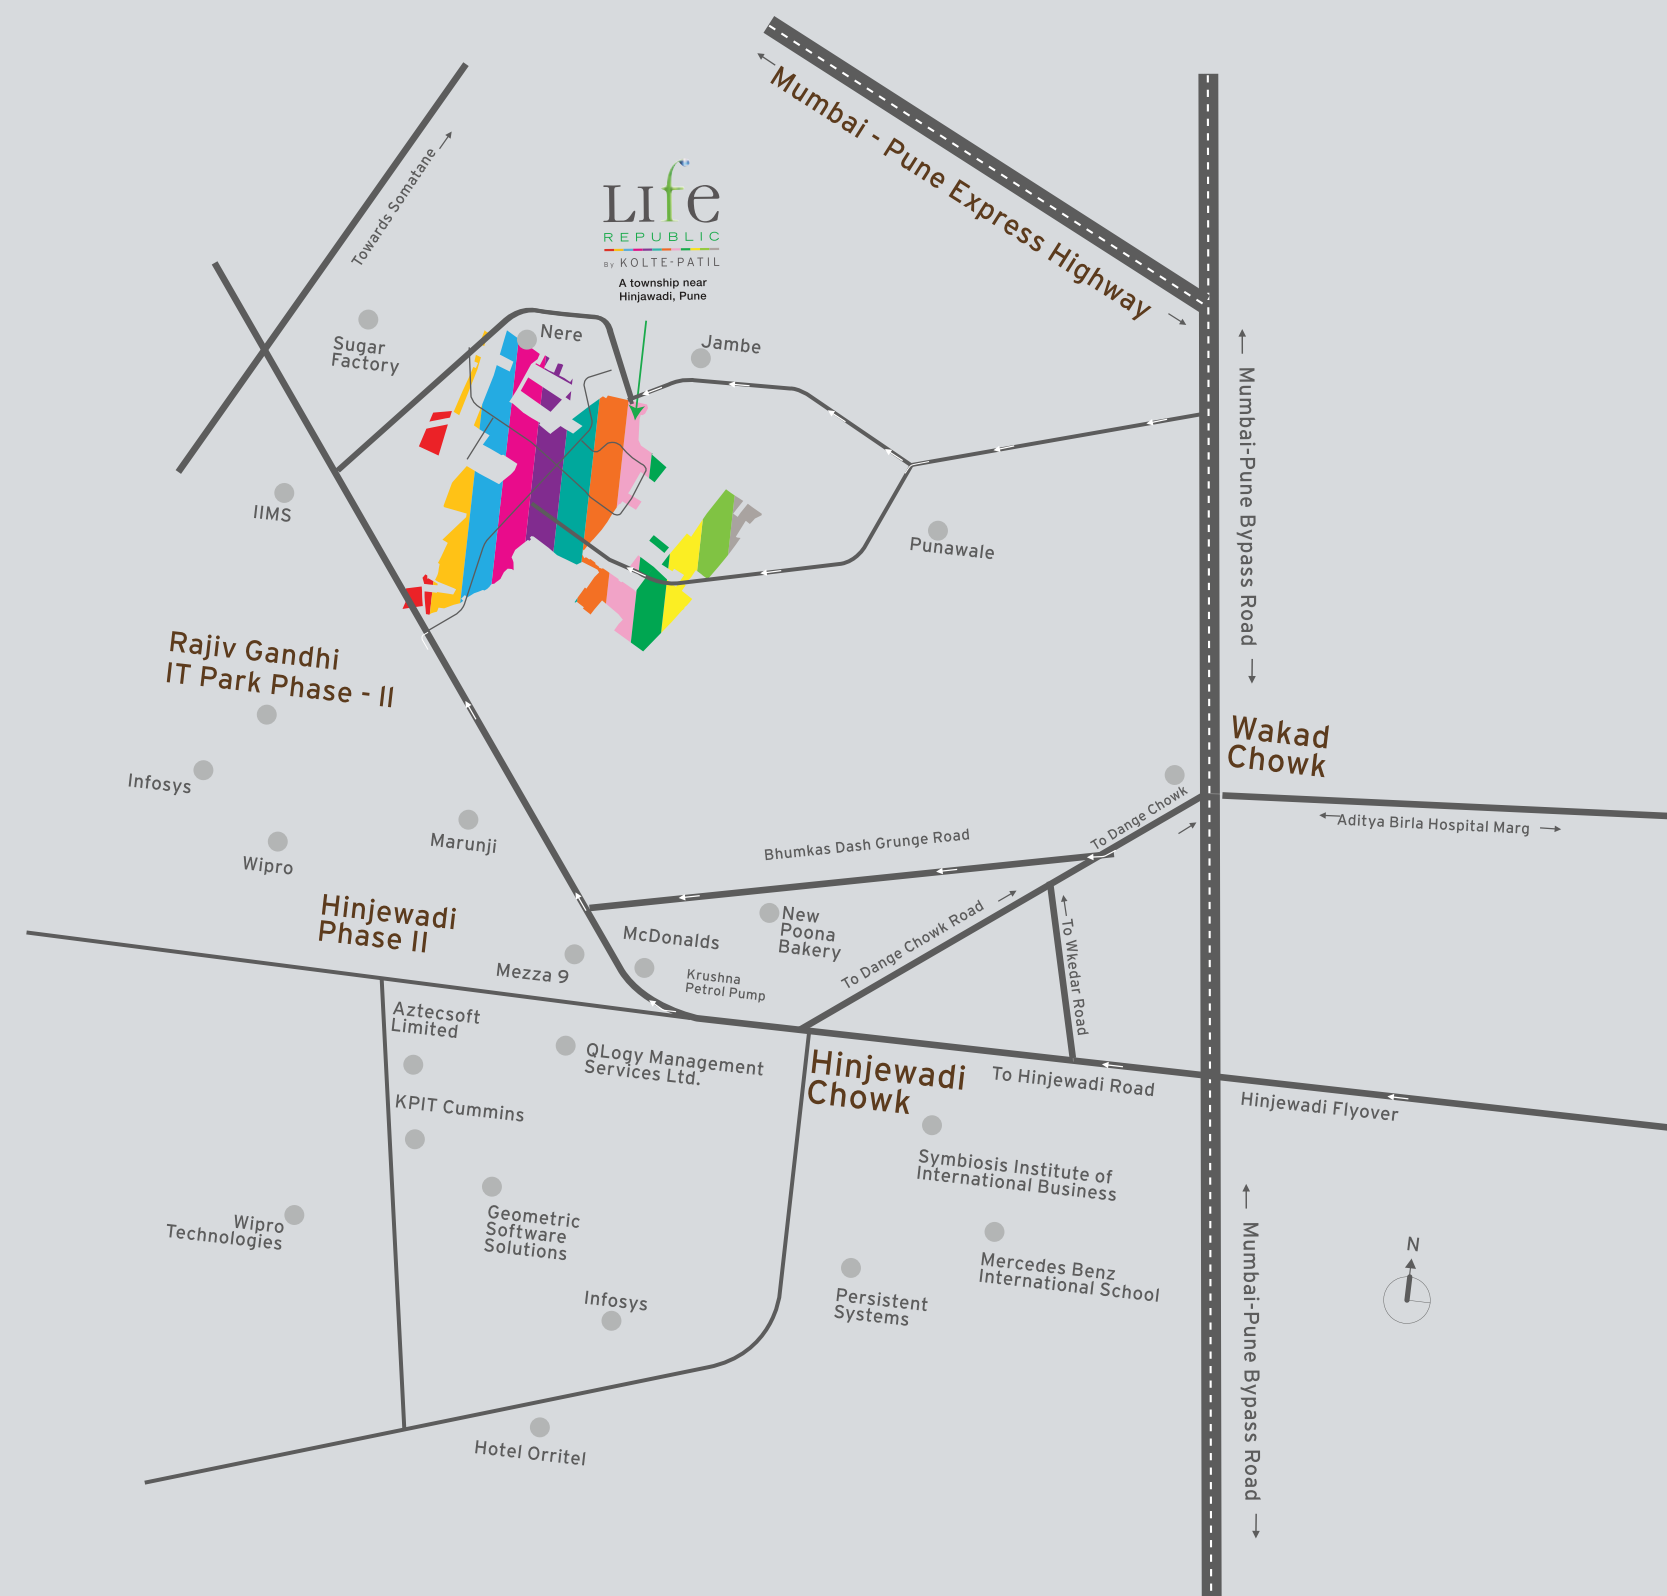 Mumbai - Pune Express Highway
Towards Somatane
LIfe
REPUBLIC
By KOLTE-PATIL
A township near
Hinjawadi, Pune
Sugar
Factory
Nere
Jambe
Mumbai-Pune Bypass Road
IIMS
Punawale
Rajiv Gandhi
IT Park Phase - II
Wakad
Chowk
Infosys
To Dange Chowk
Aditya Birla Hospital Marg
Marunji
Bhumkas Dash Grunge Road
Wipro
Hinjewadi
Phase II
McDonalds
New
Poona
Bakery
To Dange Chowk Road
To Wkedar Road
Mezza 9
Krushna
Petrol Pump
Aztecsoft
Limited
QLogy Management
Services Ltd.
Hinjewadi
Chowk
To Hinjewadi Road
Hinjewadi Flyover
KPIT Cummins
Symbiosis Institute of
International Business
Wipro
Technologies
Geometric
Software
Solutions
Mercedes Benz
International School
N
Infosys
Persistent
Systems
Mumbai-Pune Bypass Road
Hotel Orritel